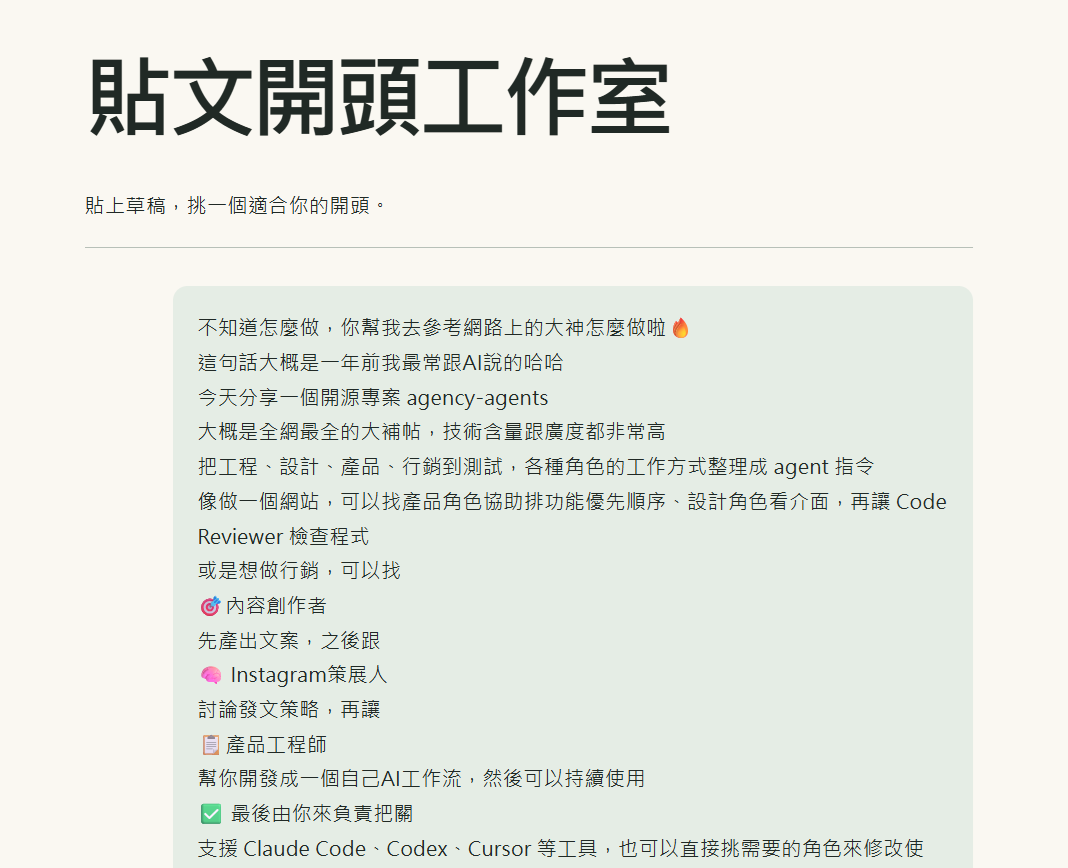 貼文開頭工作室
貼上草稿，挑一個適合你的開頭。
不知道怎麼做，你幫我去參考網路上的大神怎麼做啦🔥
這句話大概是一年前我最常跟AI說的哈哈
今天分享一個開源專案 agency-agents
大概是全網最全的大補帖，技術含量跟廣度都非常高
把工程、設計、產品、行銷到測試，各種角色的工作方式整理成 agent 指令
像做一個網站，可以找產品角色協助排功能優先順序、設計角色看介面，再讓 Code
Reviewer 檢查程式
或是想做行銷，可以找
🎯內容創作者
先產出文案，之後跟
🧠 Instagram策展人
討論發文策略，再讓
📋產品工程師
幫你開發成一個自己AI工作流，然後可以持續使用
✅ 最後由你來負責把關
支援 Claude Code、Codex、Cursor 等工具，也可以直接挑需要的角色來修改使